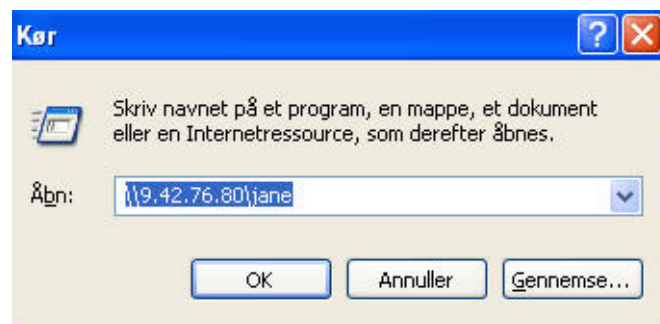 Kør
Skriv navnet på et program, en mappe, et dokument
eller en Internetressource, som derefter åbnes.
Åbn: \\9.42.76.80\jane
OK Annuller Gennemse...